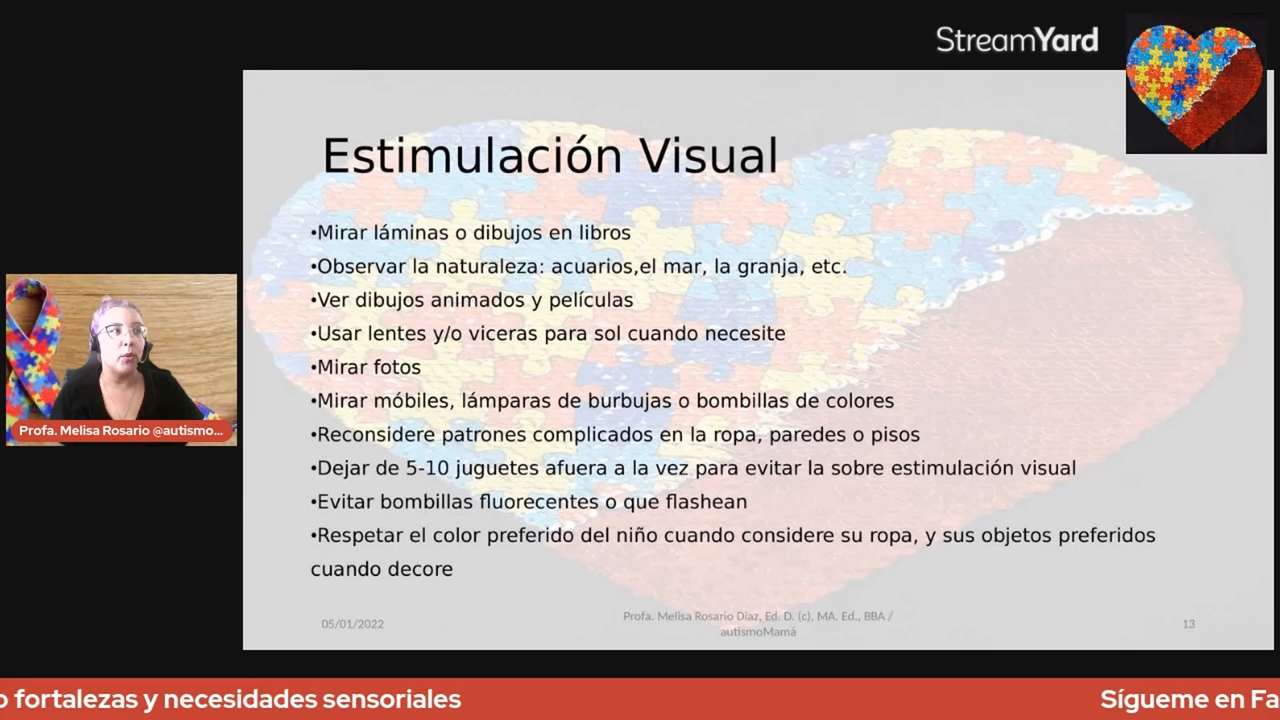 StreamYard
Estimulación Visual
•Mirar láminas o dibujos en libros
•Observar la naturaleza: acuarios,el mar, la granja, etc.
•Ver dibujos animados y películas
•Usar lentes y/o viceras para sol cuando necesite
•Mirar fotos
•Mirar móbiles, lámparas de burbujas o bombillas de colores
•Reconsidere patrones complicados en la ropa, paredes o pisos
•Dejar de 5-10 juguetes afuera a la vez para evitar la sobre estimulación visual
•Evitar bombillas fluorecentes o que flashean
•Respetar el color preferido del niño cuando considere su ropa, y sus objetos preferidos
cuando decore
Profa. Melisa Rosario @autismo...
05/01/2022
Profa. Melisa Rosario Diaz, Ed. D. (c), MA. Ed., BBA /
autismoMamá
13
o fortalezas y necesidades sensoriales
Sígueme en Fa